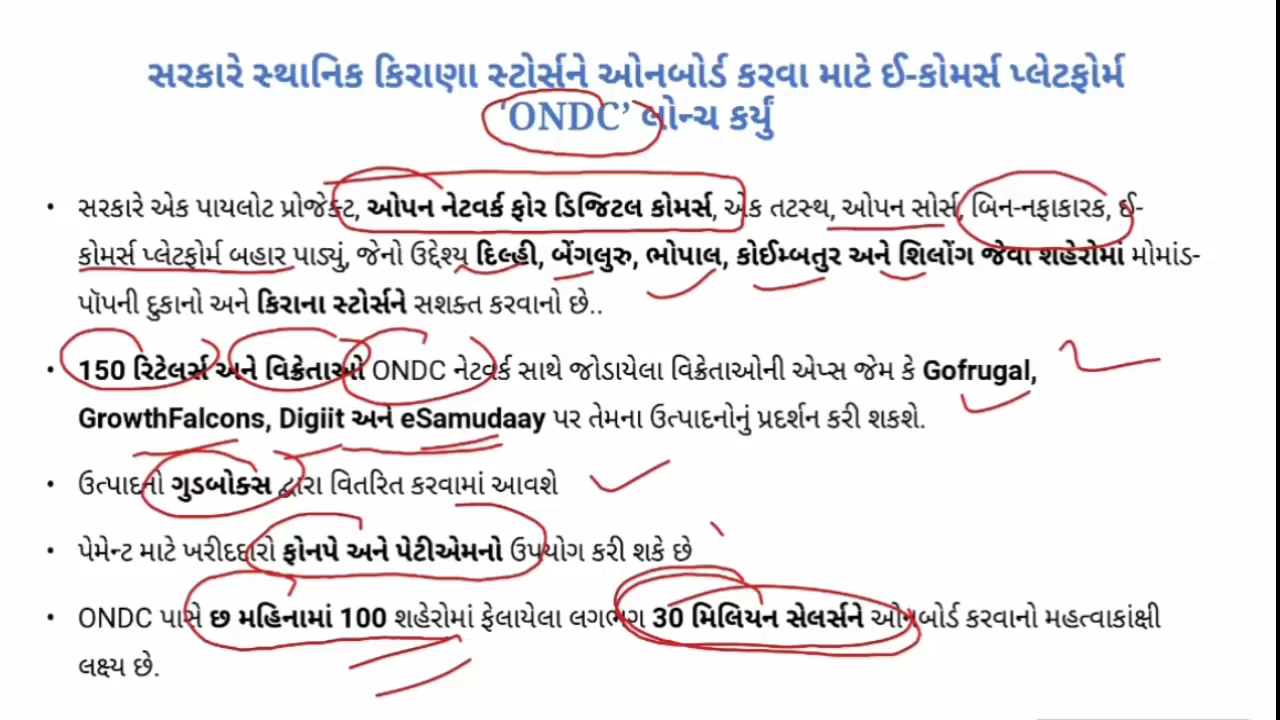 સરકારે સ્થાનિક કિરાણા સ્ટોર્સને ઓનબોર્ડ કરવા માટે ઈ-કોમર્સ પ્લેટફોર્મ
‘ONDC’ લોન્ચ કર્યું
• સરકારે એક પાયલોટ પ્રોજેક્ટ, ઓપન નેટવર્ક ફોર ડિજિટલ કોમર્સ, એક તટસ્થ, ઓપન સોર્સ, બિન-નફાકારક, ઈ-
કોમર્સ પ્લેટફોર્મ બહાર પાડ્યું, જેનો ઉદ્દેશ્ય દિલ્હી, બેંગલુરુ, ભોપાલ, કોઈમ્બતુર અને શિલોંગ જેવા શહેરોમાં મોમાંડ-
પૉપની દુકાનો અને કિરાના સ્ટોર્સને સશક્ત કરવાનો છે..
• 150 રિટેલર્સ અને વિક્રેતાઓ ONDC નેટવર્ક સાથે જોડાયેલા વિક્રેતાઓની એપ્સ જેમ કે Gofrugal,
GrowthFalcons, Digiit અને eSamudaay પર તેમના ઉત્પાદનોનું પ્રદર્શન કરી શકશે.
• ઉત્પાદનો ગુડબોક્સ દ્વારા વિતરિત કરવામાં આવશે
• પેમેન્ટ માટે ખરીદદારો ફોનપે અને પેટીએમનો ઉપયોગ કરી શકે છે
• ONDC પાસે છ મહિનામાં 100 શહેરોમાં ફેલાયેલા લગભગ 30 મિલિયન સેલર્સને ઓનબોર્ડ કરવાનો મહત્વાકાંક્ષી
લક્ષ્ય છે.